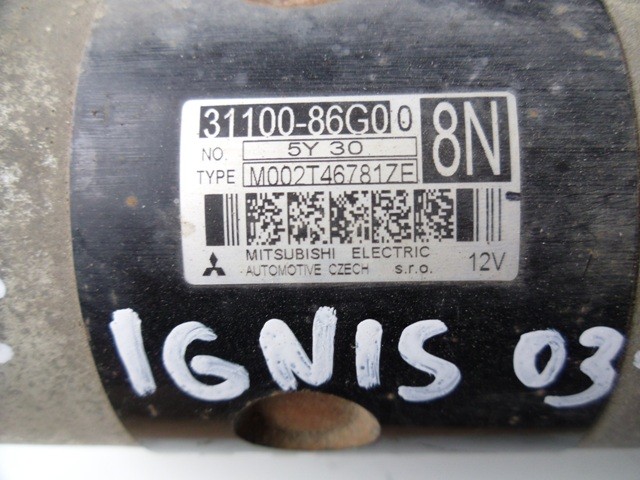 31100-86G00 8N
NO. 5Y 30
TYPE M002T46781ZE
MITSUBISHI ELECTRIC
AUTOMOTIVE CZECH s.r.o. 12V
IGNIS 03